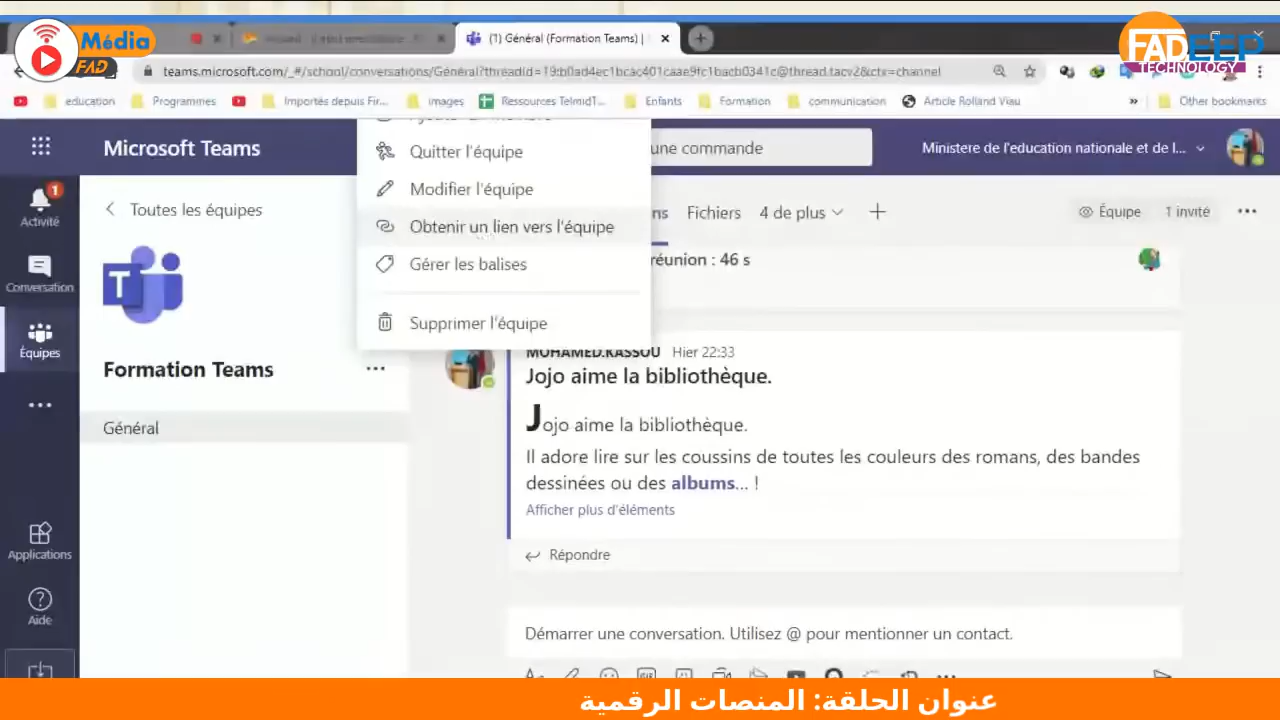 Média
FAD
FADEEP
TECHNOLOGY
(1) Général (Formation Teams) |
teams.microsoft.com/_#/school/conversations/Général?threadId=19:b0ad4ec1bcac401caae9fc1bacb0341c@thread.tacv2&ctx=channel
education
Programmes
Importés depuis Fir...
images
Ressources TelmidT...
Enfants
Formation
communication
Article Rolland Viau
»
Other bookmarks
Microsoft Teams
une commande
Ministere de l'education nationale et de l...
Quitter l'équipe
Modifier l'équipe
Obtenir un lien vers l'équipe
Gérer les balises
Supprimer l'équipe
1
Activité
Conversation
Équipes
Applications
Aide
Toutes les équipes
Formation Teams
Général
ns
Fichiers
4 de plus
Équipe
1 invité
réunion : 46 s
MOHAMED.KASSOU Hier 22:33
Jojo aime la bibliothèque.
Jojo aime la bibliothèque.
Il adore lire sur les coussins de toutes les couleurs des romans, des bandes
dessinées ou des albums... !
Afficher plus d'éléments
Répondre
Démarrer une conversation. Utilisez @ pour mentionner un contact.
عنوان الحلقة: المنصات الرقمية